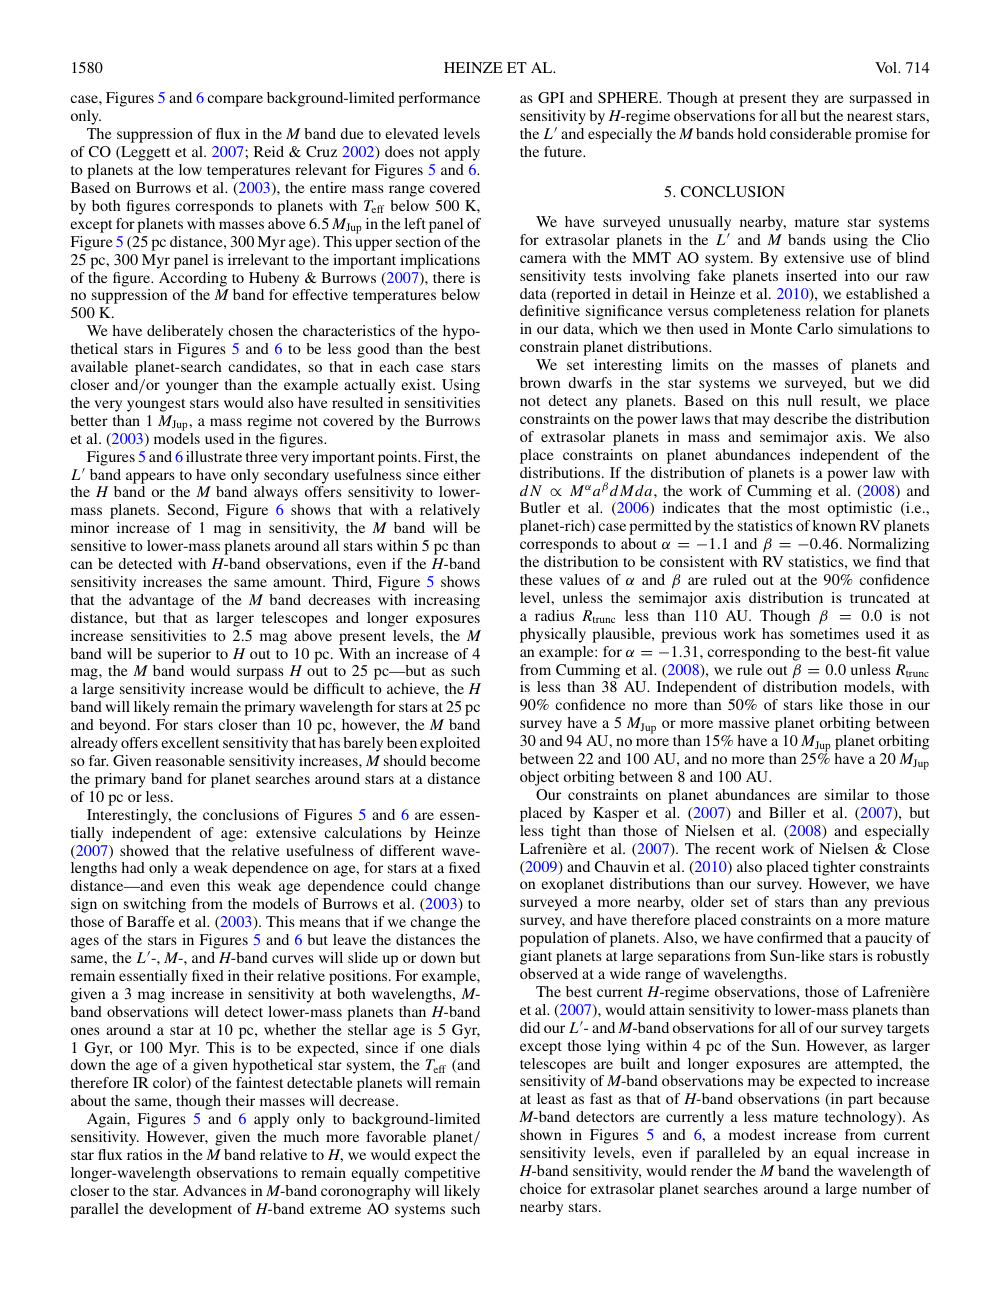 1580
HEINZE ET AL.
Vol. 714
case, Figures 5 and 6 compare background-limited performance
only.
The suppression of flux in the M band due to elevated levels
of CO (Leggett et al. 2007; Reid & Cruz 2002) does not apply
to planets at the low temperatures relevant for Figures 5 and 6.
Based on Burrows et al. (2003), the entire mass range covered
by both figures corresponds to planets with Teff below 500 K,
except for planets with masses above 6.5 MJup in the left panel of
Figure 5 (25 pc distance, 300 Myr age). This upper section of the
25 pc, 300 Myr panel is irrelevant to the important implications
of the figure. According to Hubeny & Burrows (2007), there is
no suppression of the M band for effective temperatures below
500 K.
We have deliberately chosen the characteristics of the hypo-
thetical stars in Figures 5 and 6 to be less good than the best
available planet-search candidates, so that in each case stars
closer and/or younger than the example actually exist. Using
the very youngest stars would also have resulted in sensitivities
better than 1 MJup, a mass regime not covered by the Burrows
et al. (2003) models used in the figures.
Figures 5 and 6 illustrate three very important points. First, the
L′ band appears to have only secondary usefulness since either
the H band or the M band always offers sensitivity to lower-
mass planets. Second, Figure 6 shows that with a relatively
minor increase of 1 mag in sensitivity, the M band will be
sensitive to lower-mass planets around all stars within 5 pc than
can be detected with H-band observations, even if the H-band
sensitivity increases the same amount. Third, Figure 5 shows
that the advantage of the M band decreases with increasing
distance, but that as larger telescopes and longer exposures
increase sensitivities to 2.5 mag above present levels, the M
band will be superior to H out to 10 pc. With an increase of 4
mag, the M band would surpass H out to 25 pc—but as such
a large sensitivity increase would be difficult to achieve, the H
band will likely remain the primary wavelength for stars at 25 pc
and beyond. For stars closer than 10 pc, however, the M band
already offers excellent sensitivity that has barely been exploited
so far. Given reasonable sensitivity increases, M should become
the primary band for planet searches around stars at a distance
of 10 pc or less.
Interestingly, the conclusions of Figures 5 and 6 are essen-
tially independent of age: extensive calculations by Heinze
(2007) showed that the relative usefulness of different wave-
lengths had only a weak dependence on age, for stars at a fixed
distance—and even this weak age dependence could change
sign on switching from the models of Burrows et al. (2003) to
those of Baraffe et al. (2003). This means that if we change the
ages of the stars in Figures 5 and 6 but leave the distances the
same, the L′-, M-, and H-band curves will slide up or down but
remain essentially fixed in their relative positions. For example,
given a 3 mag increase in sensitivity at both wavelengths, M-
band observations will detect lower-mass planets than H-band
ones around a star at 10 pc, whether the stellar age is 5 Gyr,
1 Gyr, or 100 Myr. This is to be expected, since if one dials
down the age of a given hypothetical star system, the Teff (and
therefore IR color) of the faintest detectable planets will remain
about the same, though their masses will decrease.
Again, Figures 5 and 6 apply only to background-limited
sensitivity. However, given the much more favorable planet/
star flux ratios in the M band relative to H, we would expect the
longer-wavelength observations to remain equally competitive
closer to the star. Advances in M-band coronography will likely
parallel the development of H-band extreme AO systems such
as GPI and SPHERE. Though at present they are surpassed in
sensitivity by H-regime observations for all but the nearest stars,
the L′ and especially the M bands hold considerable promise for
the future.
5. CONCLUSION
We have surveyed unusually nearby, mature star systems
for extrasolar planets in the L′ and M bands using the Clio
camera with the MMT AO system. By extensive use of blind
sensitivity tests involving fake planets inserted into our raw
data (reported in detail in Heinze et al. 2010), we established a
definitive significance versus completeness relation for planets
in our data, which we then used in Monte Carlo simulations to
constrain planet distributions.
We set interesting limits on the masses of planets and
brown dwarfs in the star systems we surveyed, but we did
not detect any planets. Based on this null result, we place
constraints on the power laws that may describe the distribution
of extrasolar planets in mass and semimajor axis. We also
place constraints on planet abundances independent of the
distributions. If the distribution of planets is a power law with
dN ∝ MαaβdMda, the work of Cumming et al. (2008) and
Butler et al. (2006) indicates that the most optimistic (i.e.,
planet-rich) case permitted by the statistics of known RV planets
corresponds to about α = −1.1 and β = −0.46. Normalizing
the distribution to be consistent with RV statistics, we find that
these values of α and β are ruled out at the 90% confidence
level, unless the semimajor axis distribution is truncated at
a radius Rtrunc less than 110 AU. Though β = 0.0 is not
physically plausible, previous work has sometimes used it as
an example: for α = −1.31, corresponding to the best-fit value
from Cumming et al. (2008), we rule out β = 0.0 unless Rtrunc
is less than 38 AU. Independent of distribution models, with
90% confidence no more than 50% of stars like those in our
survey have a 5 MJup or more massive planet orbiting between
30 and 94 AU, no more than 15% have a 10 MJup planet orbiting
between 22 and 100 AU, and no more than 25% have a 20 MJup
object orbiting between 8 and 100 AU.
Our constraints on planet abundances are similar to those
placed by Kasper et al. (2007) and Biller et al. (2007), but
less tight than those of Nielsen et al. (2008) and especially
Lafrenière et al. (2007). The recent work of Nielsen & Close
(2009) and Chauvin et al. (2010) also placed tighter constraints
on exoplanet distributions than our survey. However, we have
surveyed a more nearby, older set of stars than any previous
survey, and have therefore placed constraints on a more mature
population of planets. Also, we have confirmed that a paucity of
giant planets at large separations from Sun-like stars is robustly
observed at a wide range of wavelengths.
The best current H-regime observations, those of Lafrenière
et al. (2007), would attain sensitivity to lower-mass planets than
did our L′- and M-band observations for all of our survey targets
except those lying within 4 pc of the Sun. However, as larger
telescopes are built and longer exposures are attempted, the
sensitivity of M-band observations may be expected to increase
at least as fast as that of H-band observations (in part because
M-band detectors are currently a less mature technology). As
shown in Figures 5 and 6, a modest increase from current
sensitivity levels, even if paralleled by an equal increase in
H-band sensitivity, would render the M band the wavelength of
choice for extrasolar planet searches around a large number of
nearby stars.